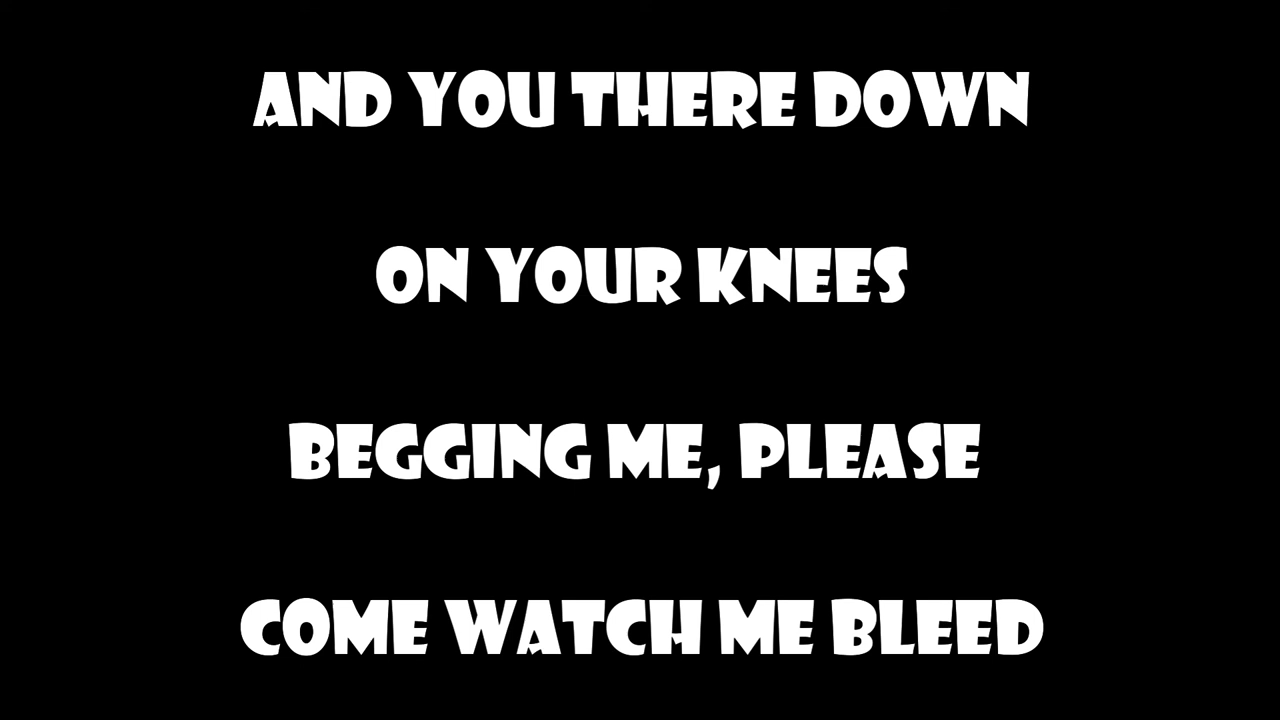 AND YOU THERE DOWN
ON YOUR KNEES
BEGGING ME, PLEASE
COME WATCH ME BLEED